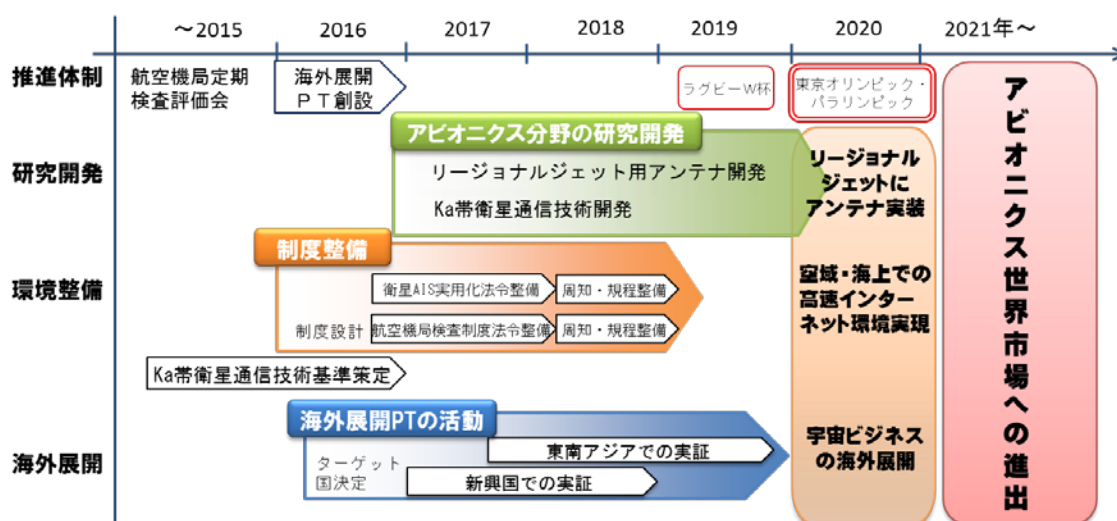 ～2015
2016
2017
2018
2019
2020
2021年～
推進体制
航空機局定期
検査評価会
海外展開
ＰＴ創設
ラグビーW杯
東京オリンピック・
パラリンピック
研究開発
アビオニクス分野の研究開発
リージョナルジェット用アンテナ開発
Ka帯衛星通信技術開発
リージョナル
ジェットに
アンテナ実装
環境整備
制度整備
衛星AIS実用化法令整備
周知・規程整備
制度設計
航空機局検査制度法令整備
周知・規程整備
Ka帯衛星通信技術基準策定
空域・海上での
高速インター
ネット環境実現
海外展開
海外展開PTの活動
ターゲット
国決定
東南アジアでの実証
新興国での実証
宇宙ビジネス
の海外展開
アビオニクス世界市場への進出